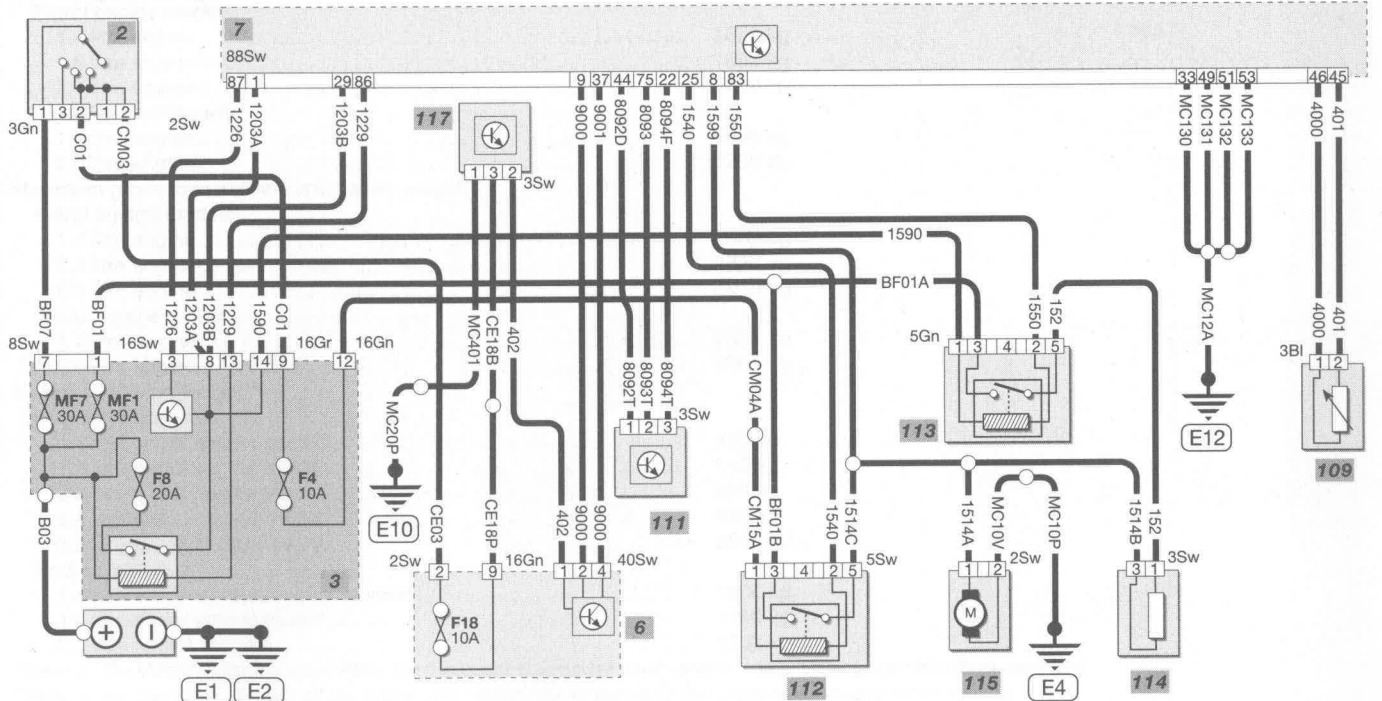 2
7
88Sw
87 1 29 86 9 37 44 75 22 25 8 83 33 49 51 53 46 45
1 3 2 1 2
3Gn
2Sw
C01
CM03
1226
1203A
1203B
1229
117
1 3 2
3Sw
9000
9001
8092D
8093
8094F
1540
1599
1550
MC130
MC131
MC132
MC133
4000
401
BF07
BF01
1226
1203A
1203B
1229
1590
C01
1590
BF01A
MC401
CE18B
402
8092T
8093T
8094T
1550
152
MC12A
4000
401
8Sw
7 1
16Sw
3 8 13 14 9
16Gr
12
16Gn
MF7
30A
MF1
30A
F8
20A
F4
10A
3
B03
E1
E2
MC20P
E10
CE03
CE18P
402
9000
9000
1 2 3
3Sw
111
CM04A
CM15A
BF01B
1540
1514C
5Gn
1 3 4 2 5
113
E12
3Bl
1 2
109
2Sw
2
9
16Gn
1 2 4
40Sw
F18
10A
6
1 3 4 2 5
5Sw
112
1514A
MC10V
MC10P
2Sw
1 2
M
115
E4
1514B
152
3Sw
3 1
114